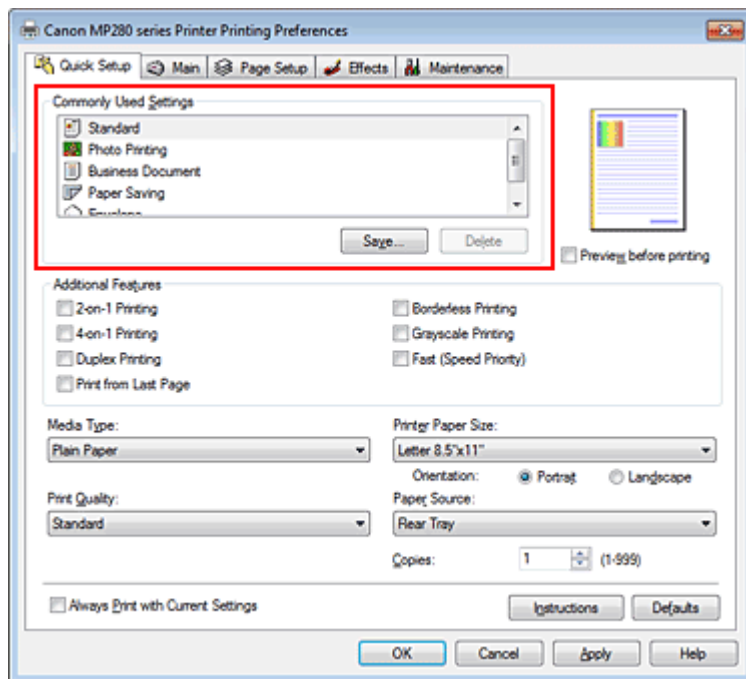 Canon MP280 series Printer Printing Preferences
Quick Setup Main Page Setup Effects Maintenance
Commonly Used Settings
Standard
Photo Printing
Business Document
Paper Saving
Envelope
Save... Delete
Preview before printing
Additional Features
2-on-1 Printing Borderless Printing
4-on-1 Printing Grayscale Printing
Duplex Printing Fast (Speed Priority)
Print from Last Page
Media Type: Printer Paper Size:
Plain Paper Letter 8.5"x11"
Orientation: Portrait Landscape
Print Quality: Paper Source:
Standard Rear Tray
Copies: 1 (1-999)
Always Print with Current Settings Instructions Defaults
OK Cancel Apply Help